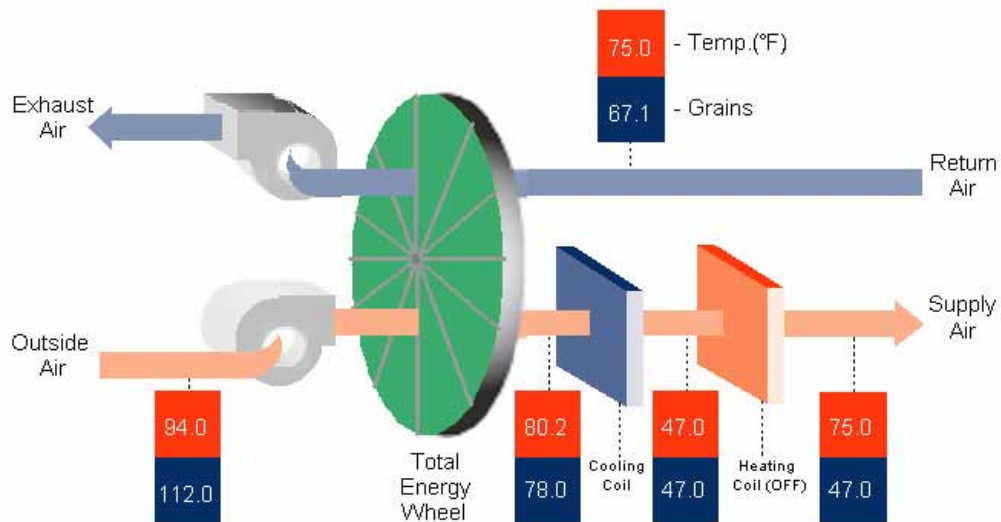 75.0 - Temp.(°F)
67.1 - Grains
Exhaust
Air
Return
Air
Outside
Air
Supply
Air
94.0
112.0
Total
Energy
Wheel
80.2
78.0
Cooling
Coil
47.0
47.0
Heating
Coil (OFF)
75.0
47.0